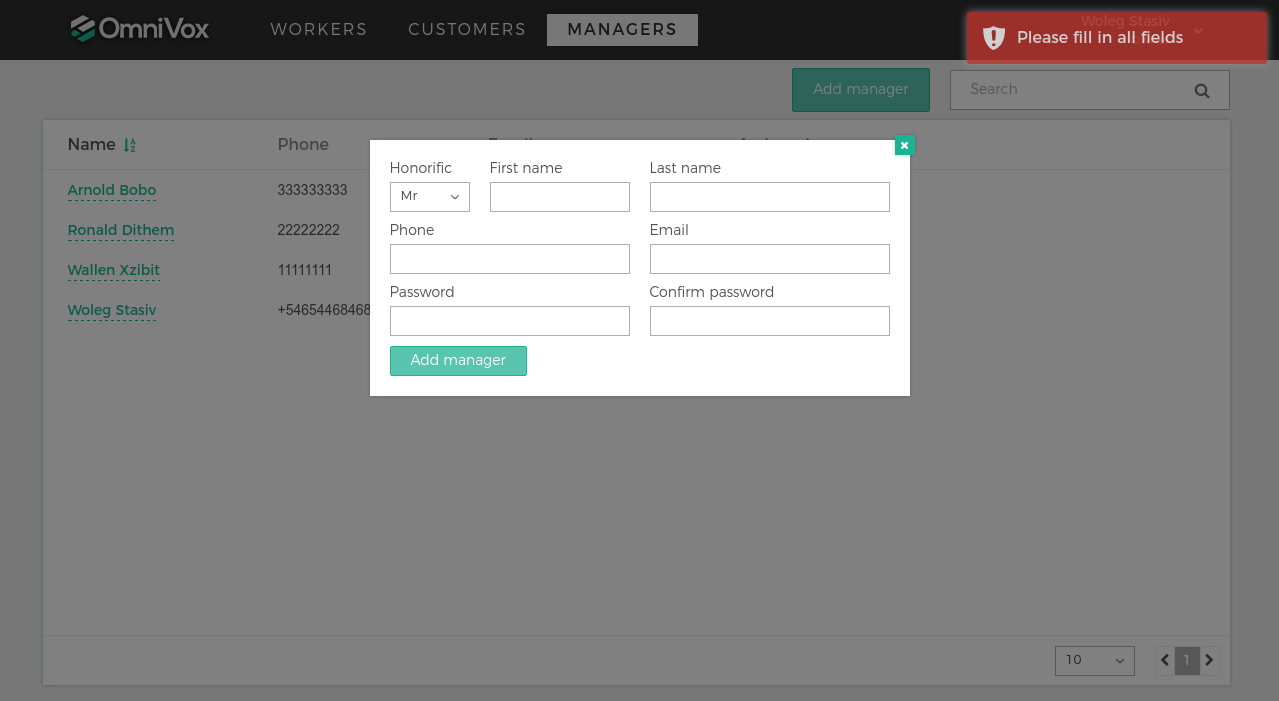 OmniVox
WORKERS
CUSTOMERS
MANAGERS
Woleg Stasiv
Please fill in all fields
Add manager
Search
Name
Phone
Arnold Bobo
333333333
Ronald Dithem
22222222
Wallen Xzibit
11111111
Woleg Stasiv
+54654468468
Honorific
First name
Last name
Mr
Phone
Email
Password
Confirm password
Add manager
10
1